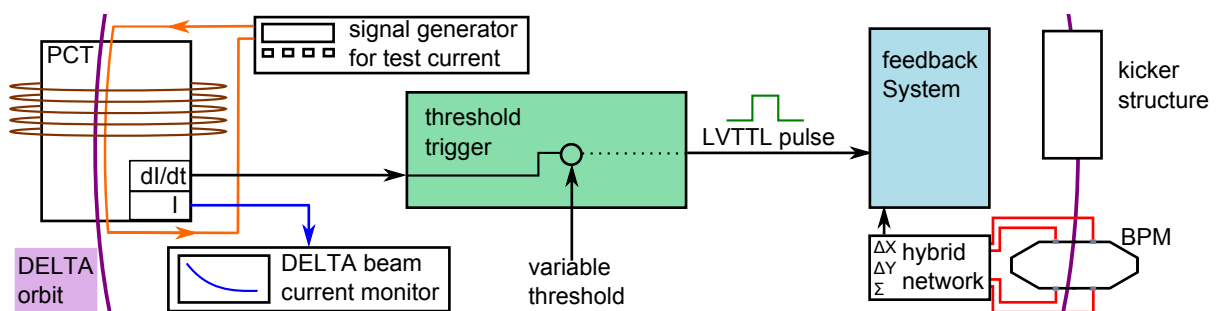 PCT
signal generator
for test current
dI/dt
I
DELTA
orbit
DELTA beam
current monitor
threshold
trigger
variable
threshold
LVTTL pulse
feedback
System
ΔX
ΔY
Σ
hybrid
network
kicker
structure
BPM